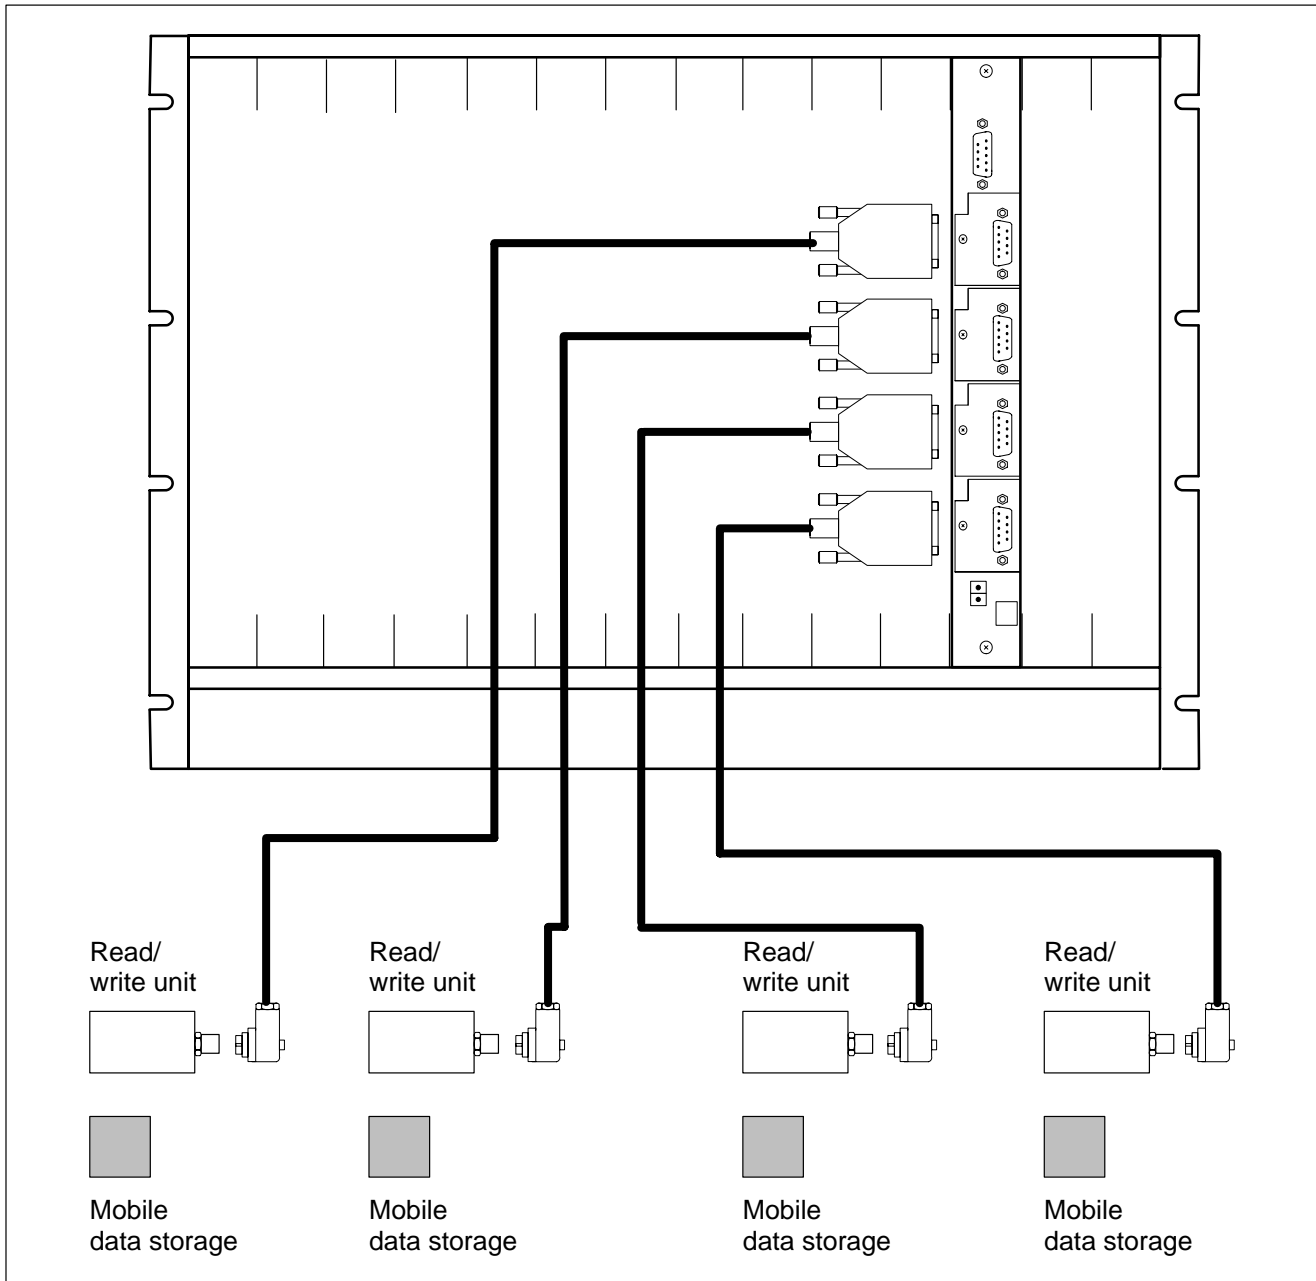 Read/
write unit
Read/
write unit
Read/
write unit
Read/
write unit
Mobile
data storage
Mobile
data storage
Mobile
data storage
Mobile
data storage